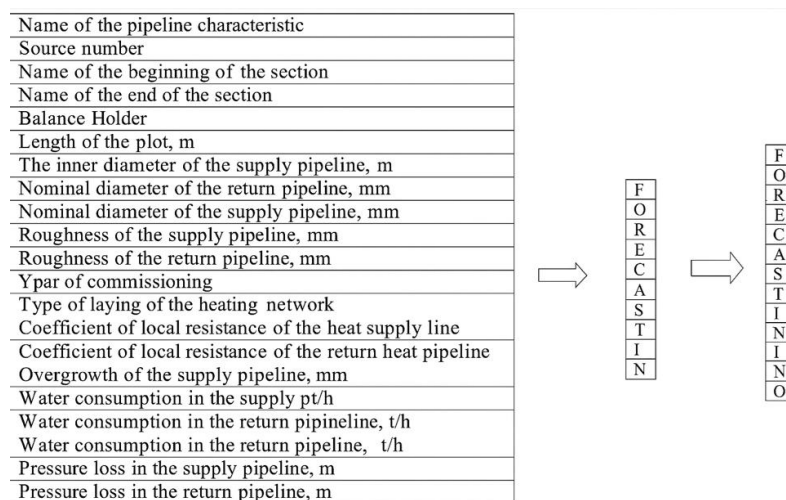 Name of the pipeline characteristic
Source number
Name of the beginning of the section
Name of the end of the section
Balance Holder
Length of the plot, m
The inner diameter of the supply pipeline, m
Nominal diameter of the return pipeline, mm
Nominal diameter of the supply pipeline, mm
Roughness of the supply pipeline, mm
Roughness of the return pipeline, mm
Ypar of commissioning
Type of laying of the heating network
Coefficient of local resistance of the heat supply line
Coefficient of local resistance of the return heat pipeline
Overgrowth of the supply pipeline, mm
Water consumption in the supply pt/h
Water consumption in the return pipineline, t/h
Water consumption in the return pipeline, t/h
Pressure loss in the supply pipeline, m
Pressure loss in the return pipeline, m
F
O
R
E
C
A
S
T
I
N
F
O
R
E
C
A
S
T
I
N
N
O